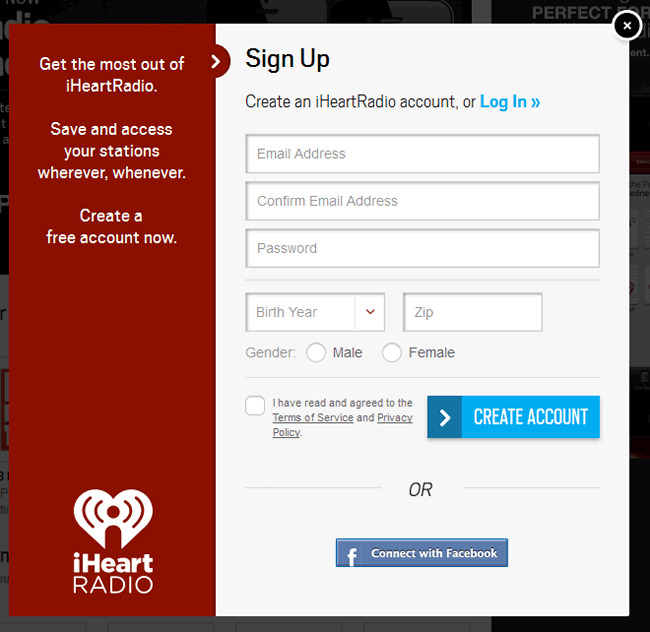 PERFECT FOR
Get the most out of
iHeartRadio.
Save and access
your stations
wherever, whenever.
Create a
free account now.
iHeart
RADIO
Sign Up
Create an iHeartRadio account, or Log In »
Email Address
Confirm Email Address
Password
Birth Year
Zip
Gender: Male Female
I have read and agreed to the
Terms of Service and Privacy
Policy.
CREATE ACCOUNT
OR
f Connect with Facebook